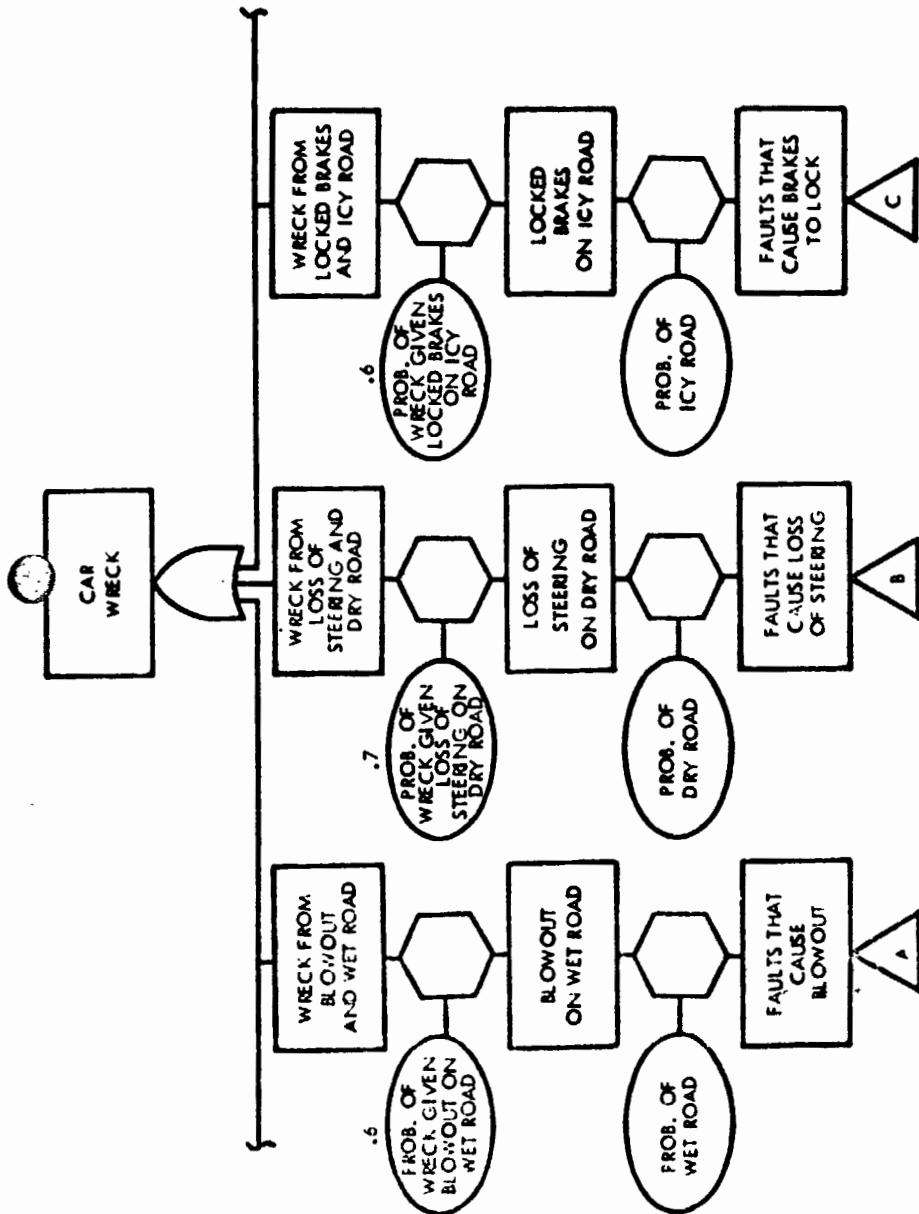 CAR
WRECK
WRECK FROM
BLOWOUT
AND WET ROAD
WRECK FROM
LOSS OF
STEERING AND
DRY ROAD
WRECK FROM
LOCKED BRAKES
AND ICY ROAD
.6
PROB. OF
WRECK GIVEN
BLOWOUT ON
WET ROAD
.7
PROB. OF
WRECK GIVEN
LOSS OF
STEERING ON
DRY ROAD
.6
PROB. OF
WRECK GIVEN
LOCKED BRAKES
ON ICY
ROAD
BLOWOUT
ON WET ROAD
LOSS OF
STEERING
ON DRY ROAD
LOCKED
BRAKES
ON ICY ROAD
PROB. OF
WET ROAD
PROB. OF
DRY ROAD
PROB. OF
ICY ROAD
FAULTS THAT
CAUSE
BLOWOUT
FAULTS THAT
CAUSE LOSS
OF STEERING
FAULTS THAT
CAUSE BRAKES
TO LOCK
A
B
C